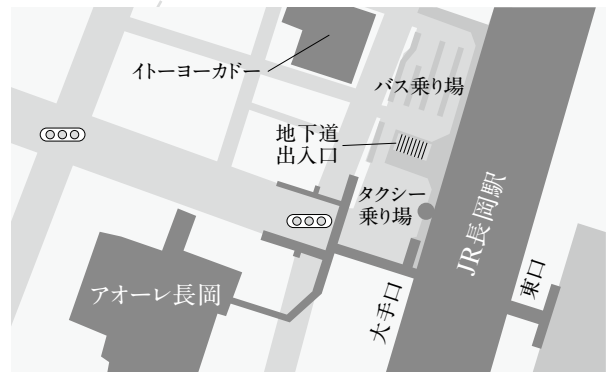 イトーヨーカドー
バス乗り場
地下道
出入口
タクシー
乗り場
JR長岡駅
アオーレ長岡
大手口
東口